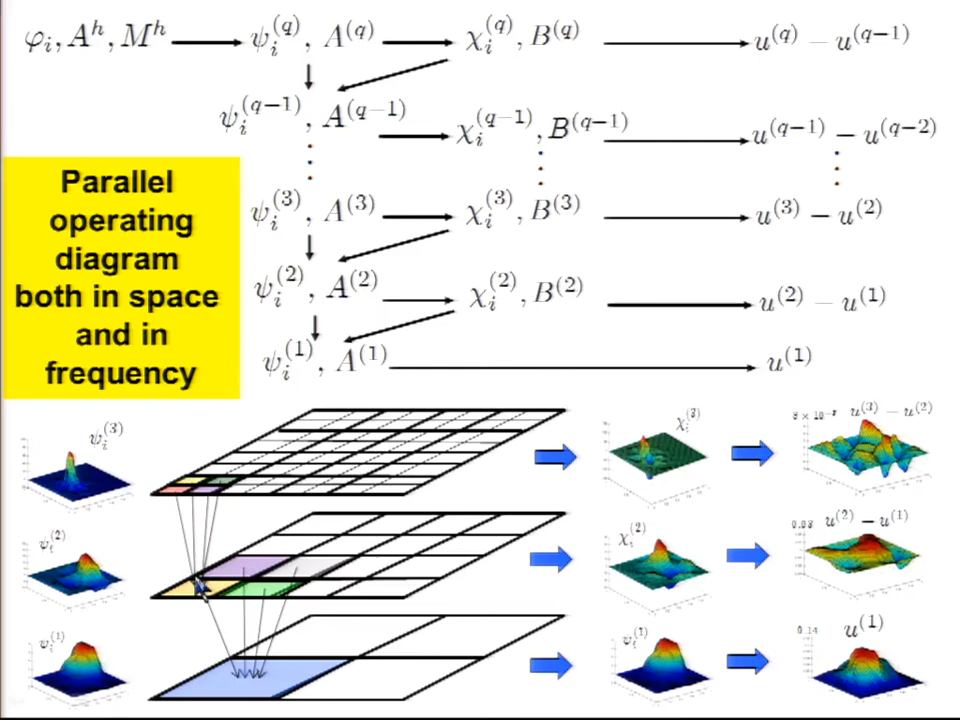 φ_i, A^h, M^h ⟶ ψ_i^(q), A^(q) ⟶ χ_i^(q), B^(q) ⟶ u^(q) − u^(q−1)
ψ_i^(q−1), A^(q−1) ⟶ χ_i^(q−1), B^(q−1) ⟶ u^(q−1) − u^(q−2)
ψ_i^(3), A^(3) ⟶ χ_i^(3), B^(3) ⟶ u^(3) − u^(2)
ψ_i^(2), A^(2) ⟶ χ_i^(2), B^(2) ⟶ u^(2) − u^(1)
ψ_i^(1), A^(1) ⟶ u^(1)
Parallel
operating
diagram
both in space
and in
frequency
ψ_i^(3)
χ_i^(3)
u^(3) − u^(2)
ψ_i^(2)
χ_i^(2)
0.03
u^(2) − u^(1)
ψ_i^(1)
ψ_i^(1)
0.14
u^(1)